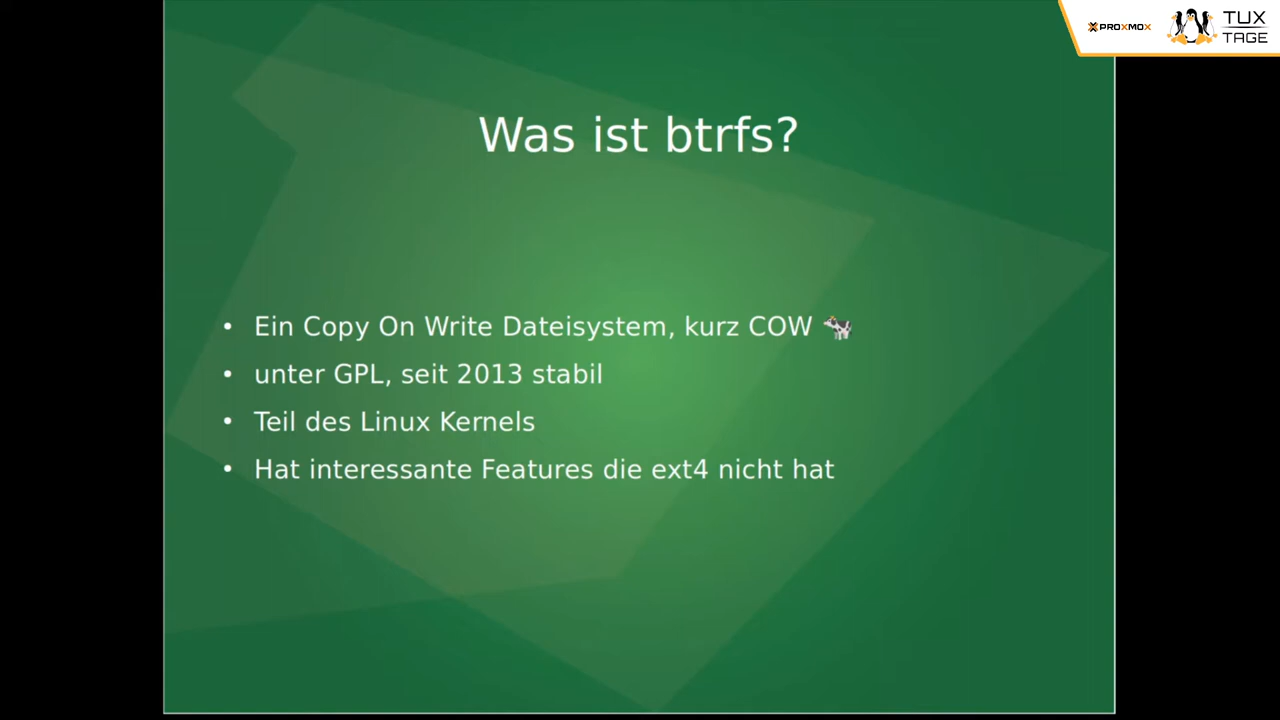 PROXMOX
TUX
TAGE
Was ist btrfs?
• Ein Copy On Write Dateisystem, kurz COW 🐄
• unter GPL, seit 2013 stabil
• Teil des Linux Kernels
• Hat interessante Features die ext4 nicht hat